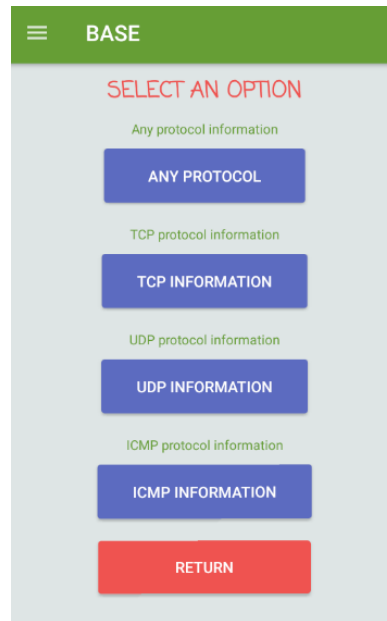 BASE
SELECT AN OPTION
Any protocol information
ANY PROTOCOL
TCP protocol information
TCP INFORMATION
UDP protocol information
UDP INFORMATION
ICMP protocol information
ICMP INFORMATION
RETURN